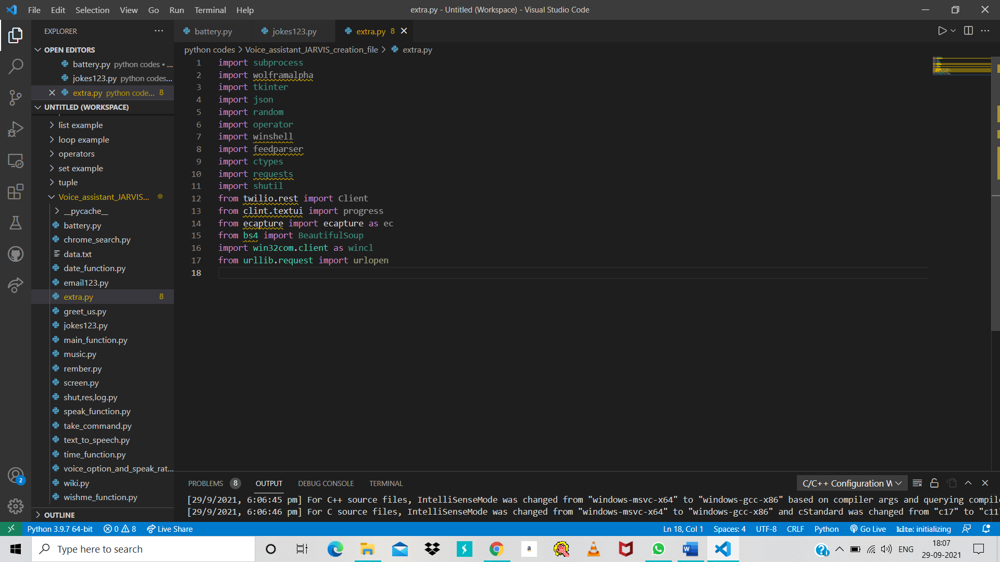 File Edit Selection View Go Run Terminal Help
extra.py - Untitled (Workspace) - Visual Studio Code
EXPLORER
OPEN EDITORS
battery.py python codes • ...
jokes123.py python codes...
extra.py python code... 8
UNTITLED (WORKSPACE)
list example
loop example
operators
set example
tuple
Voice_assistant_JARVIS...
__pycache__
battery.py
chrome_search.py
data.txt
date_function.py
email123.py
extra.py 8
greet_us.py
jokes123.py
main_function.py
music.py
rember.py
screen.py
shut,res,log.py
speak_function.py
take_command.py
text_to_speech.py
time_function.py
voice_option_and_speak_rat...
wiki.py
wishme_function.py
OUTLINE
battery.py jokes123.py extra.py 8
python codes > Voice_assistant_JARVIS_creation_file > extra.py
1 import subprocess
2 import wolframalpha
3 import tkinter
4 import json
5 import random
6 import operator
7 import winshell
8 import feedparser
9 import ctypes
10 import requests
11 import shutil
12 from twilio.rest import Client
13 from clint.textui import progress
14 from ecapture import ecapture as ec
15 from bs4 import BeautifulSoup
16 import win32com.client as wincl
17 from urllib.request import urlopen
18
PROBLEMS 8 OUTPUT DEBUG CONSOLE TERMINAL
C/C++ Configuration W
[29/9/2021, 6:06:45 pm] For C++ source files, IntelliSenseMode was changed from "windows-msvc-x64" to "windows-gcc-x86" based on compiler args and querying compile
[29/9/2021, 6:06:46 pm] For C source files, IntelliSenseMode was changed from "windows-msvc-x64" to "windows-gcc-x86" and cStandard was changed from "c17" to "c11"
2
Python 3.9.7 64-bit 0 8 Live Share
Ln 18, Col 1 Spaces: 4 UTF-8 CRLF Python Go Live kite: initializing
Type here to search
a
ENG
18:07
29-09-2021